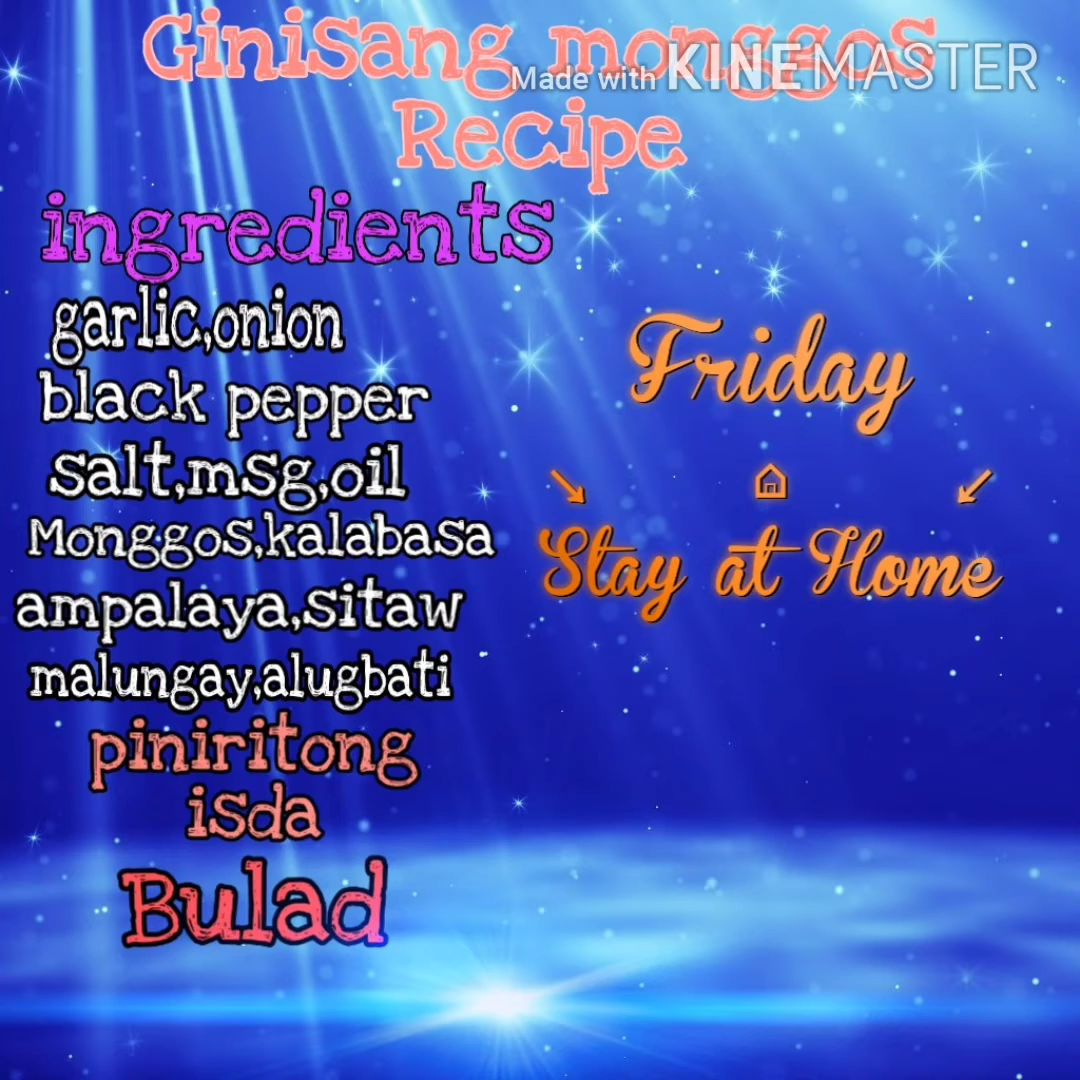 Ginisang monggos
Made with KINEMASTER
Recipe
ingredients
garlic,onion
black pepper
salt,msg,oil
Monggos,kalabasa
ampalaya,sitaw
malungay,alugbati
piniritong
isda
Bulad
Friday
Stay at Home